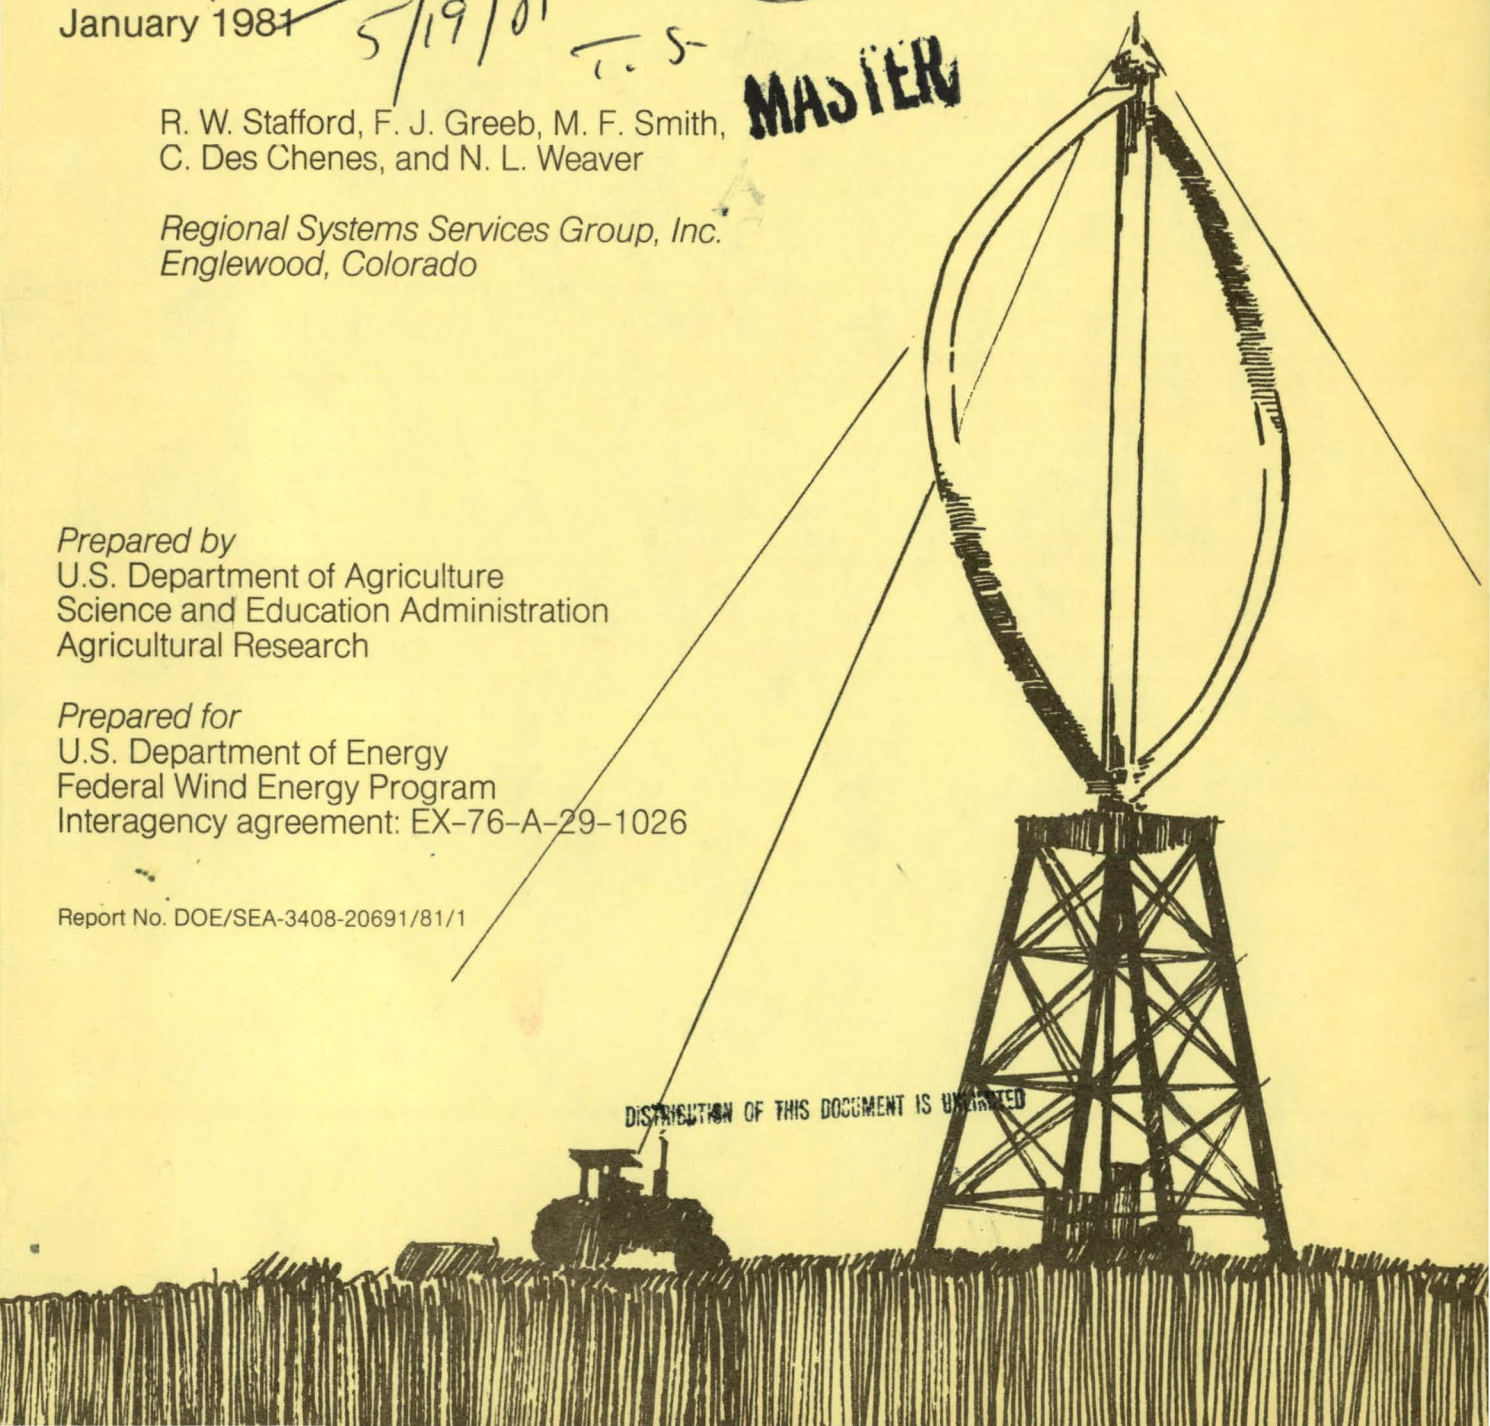 January 1981
5/19/81
T. S
MASTER
R. W. Stafford, F. J. Greeb, M. F. Smith,
C. Des Chenes, and N. L. Weaver
Regional Systems Services Group, Inc.
Englewood, Colorado
Prepared by
U.S. Department of Agriculture
Science and Education Administration
Agricultural Research
Prepared for
U.S. Department of Energy
Federal Wind Energy Program
Interagency agreement: EX-76-A-29-1026
Report No. DOE/SEA-3408-20691/81/1
DISTRIBUTION OF THIS DOCUMENT IS UNLIMITED